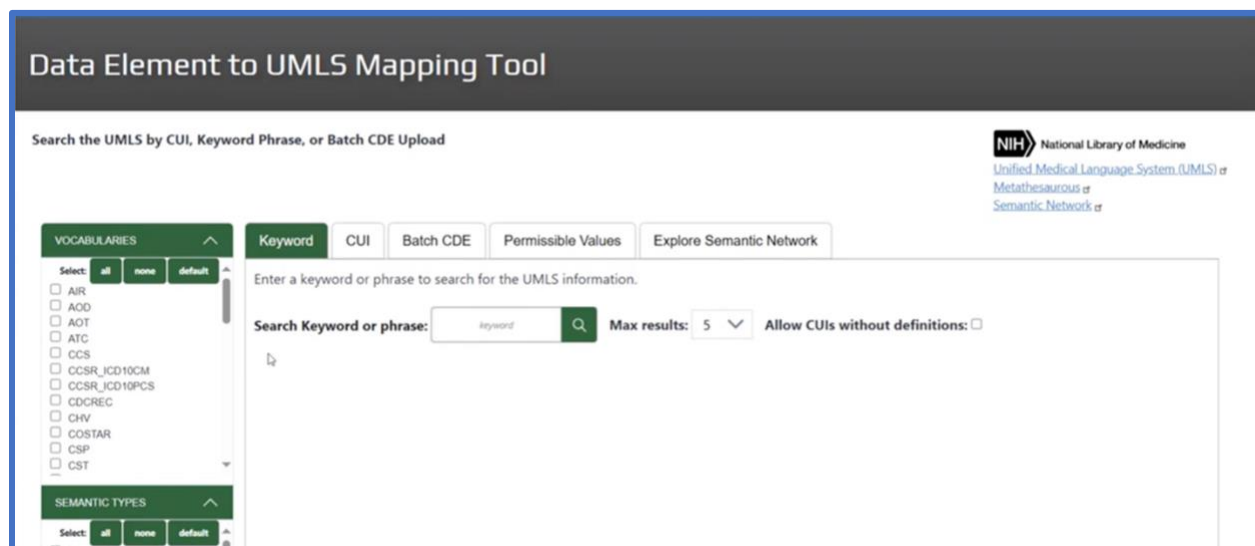 Data Element to UMLS Mapping Tool
Search the UMLS by CUI, Keyword Phrase, or Batch CDE Upload
NIH National Library of Medicine
Unified Medical Language System (UMLS)
Metathesaurous
Semantic Network
VOCABULARIES
Select: all none default
AIR
AOD
AOT
ATC
CCS
CCSR_ICD10CM
CCSR_ICD10PCS
CDCREC
CHV
COSTAR
CSP
CST
SEMANTIC TYPES
Select: all none default
Keyword CUI Batch CDE Permissible Values Explore Semantic Network
Enter a keyword or phrase to search for the UMLS information.
Search Keyword or phrase: keyword Max results: 5 Allow CUIs without definitions: